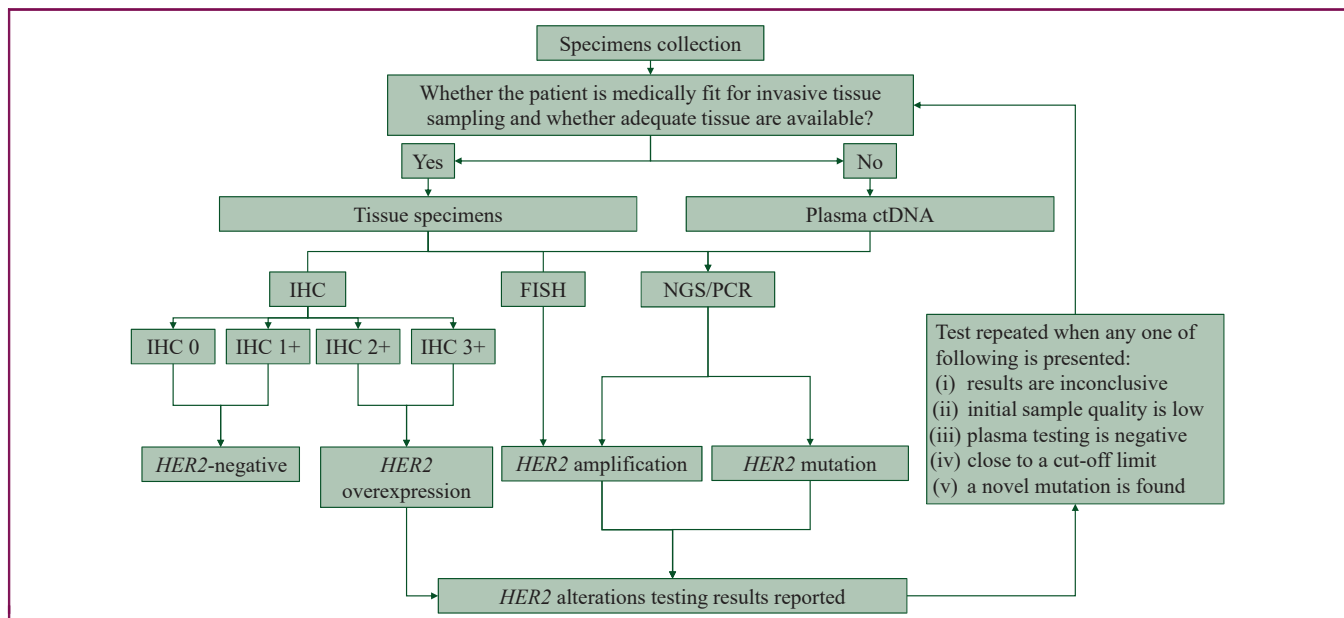 Specimens collection
Whether the patient is medically fit for invasive tissue
sampling and whether adequate tissue are available?
Yes
No
Tissue specimens
Plasma ctDNA
IHC
FISH
NGS/PCR
IHC 0
IHC 1+
IHC 2+
IHC 3+
HER2-negative
HER2
overexpression
HER2 amplification
HER2 mutation
Test repeated when any one of
following is presented:
(i) results are inconclusive
(ii) initial sample quality is low
(iii) plasma testing is negative
(iv) close to a cut-off limit
(v) a novel mutation is found
HER2 alterations testing results reported